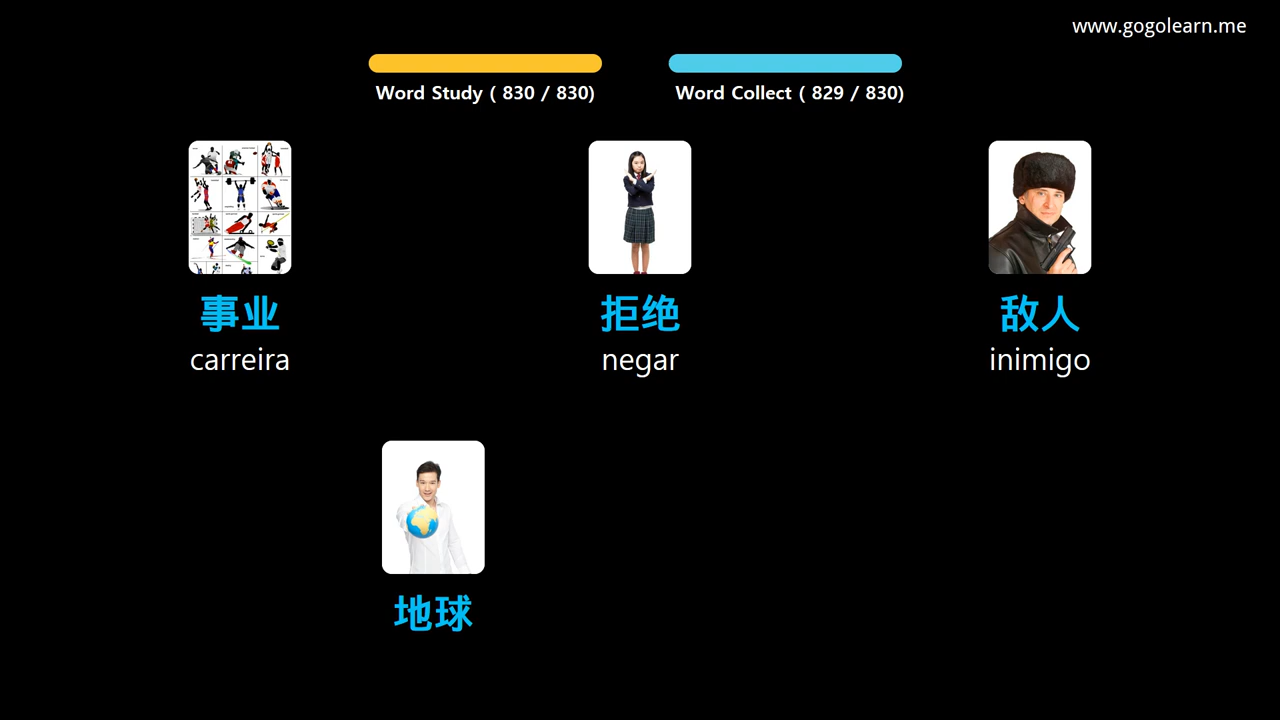 www.gogolearn.me
Word Study ( 830 / 830)
Word Collect ( 829 / 830)
事业
carreira
拒绝
negar
敌人
inimigo
地球